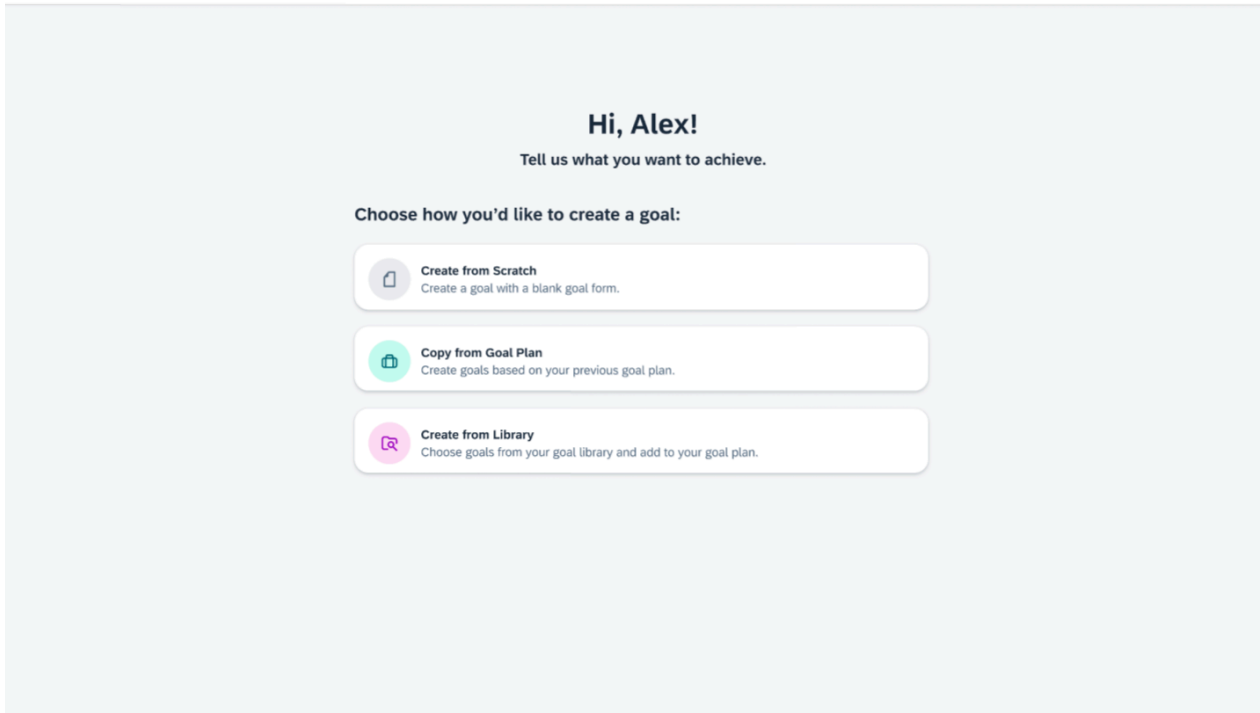 Hi, Alex!
Tell us what you want to achieve.
Choose how you’d like to create a goal:
Create from Scratch
Create a goal with a blank goal form.
Copy from Goal Plan
Create goals based on your previous goal plan.
Create from Library
Choose goals from your goal library and add to your goal plan.